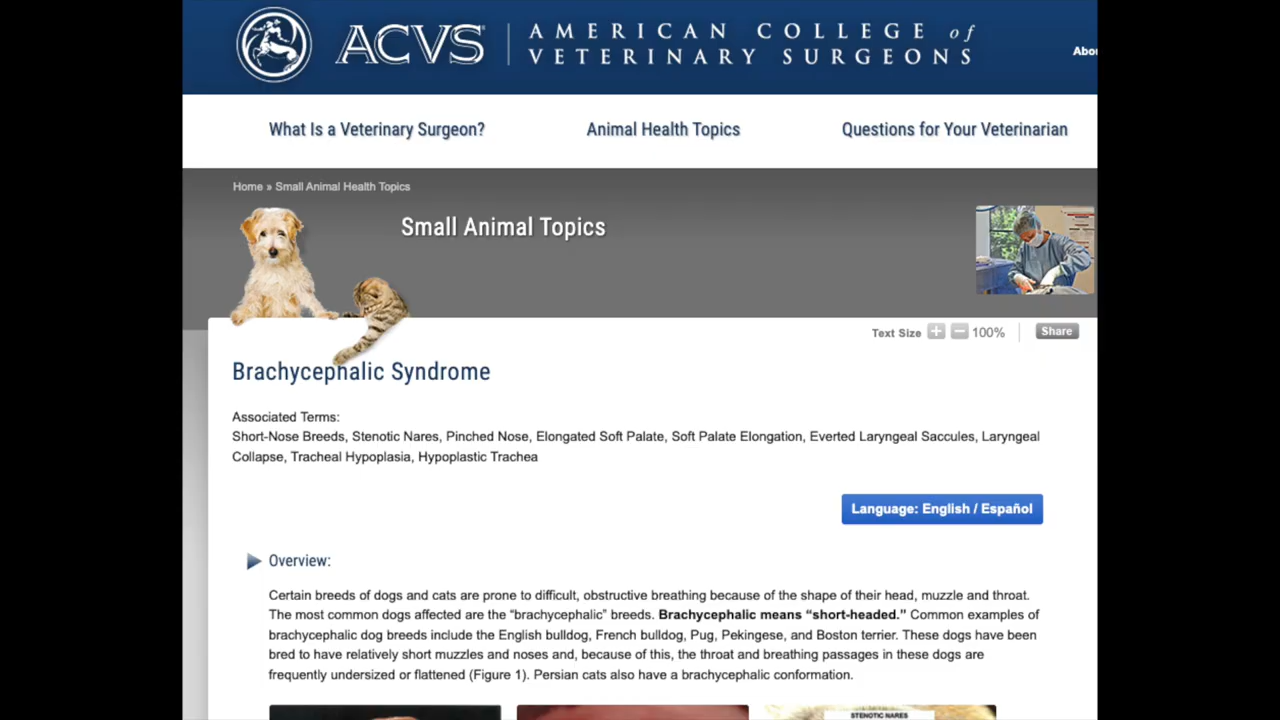 ACVS
AMERICAN COLLEGE of
VETERINARY SURGEONS
What Is a Veterinary Surgeon?
Animal Health Topics
Questions for Your Veterinarian
Home » Small Animal Health Topics
Small Animal Topics
Text Size + − 100%
Share
Brachycephalic Syndrome
Associated Terms:
Short-Nose Breeds, Stenotic Nares, Pinched Nose, Elongated Soft Palate, Soft Palate Elongation, Everted Laryngeal Saccules, Laryngeal
Collapse, Tracheal Hypoplasia, Hypoplastic Trachea
Language: English / Español
Overview:
Certain breeds of dogs and cats are prone to difficult, obstructive breathing because of the shape of their head, muzzle and throat.
The most common dogs affected are the “brachycephalic” breeds. Brachycephalic means “short-headed.” Common examples of
brachycephalic dog breeds include the English bulldog, French bulldog, Pug, Pekingese, and Boston terrier. These dogs have been
bred to have relatively short muzzles and noses and, because of this, the throat and breathing passages in these dogs are
frequently undersized or flattened (Figure 1). Persian cats also have a brachycephalic conformation.
STENOTIC NARES